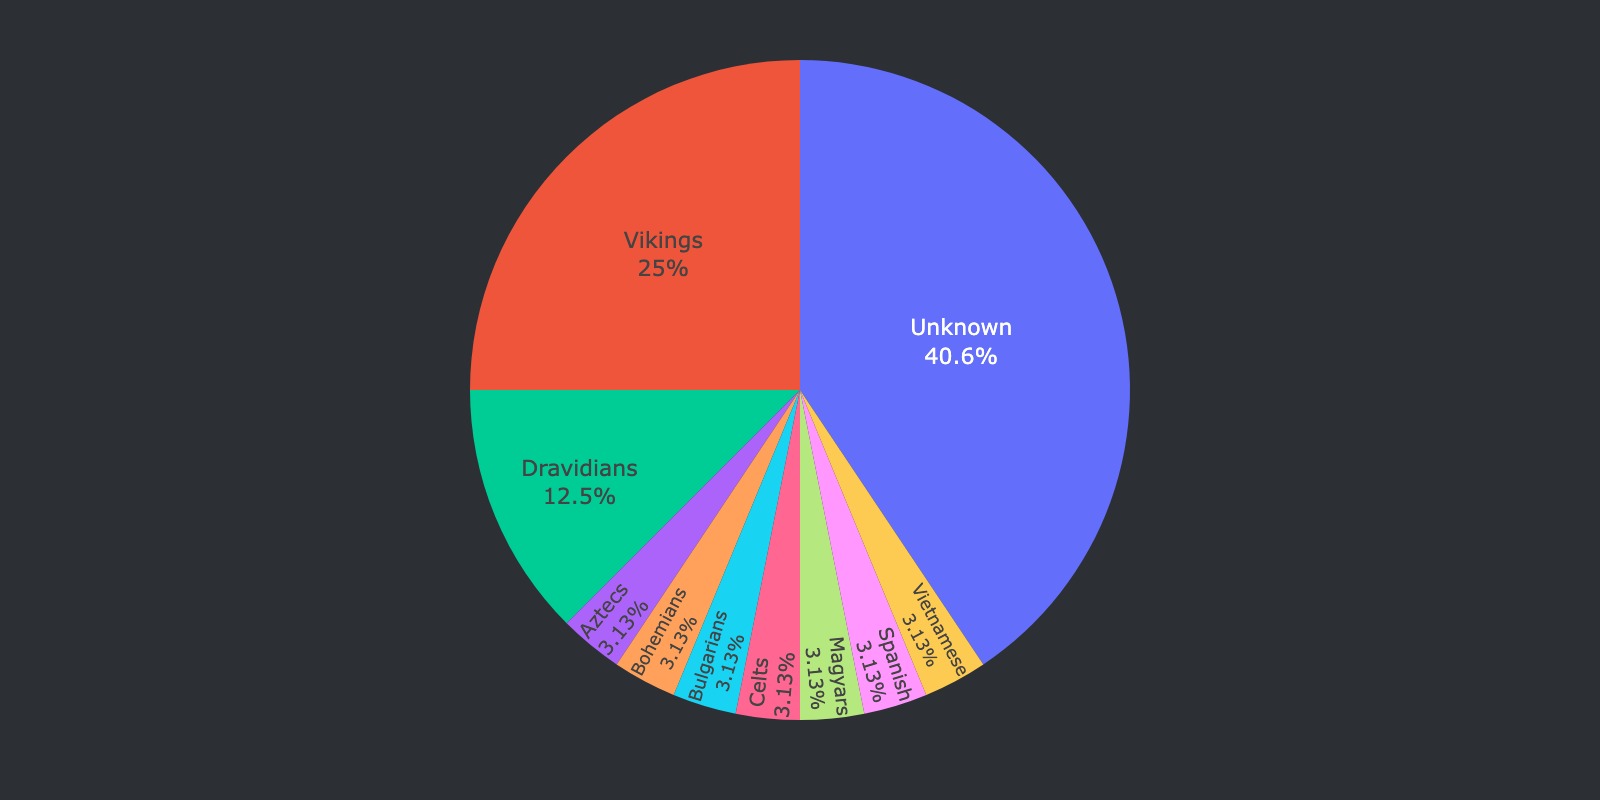 Vikings
25%
Unknown
40.6%
Dravidians
12.5%
Aztecs
3.13%
Bohemians
3.13%
Bulgarians
3.13%
Celts
3.13%
Magyars
3.13%
Spanish
3.13%
Vietnamese
3.13%